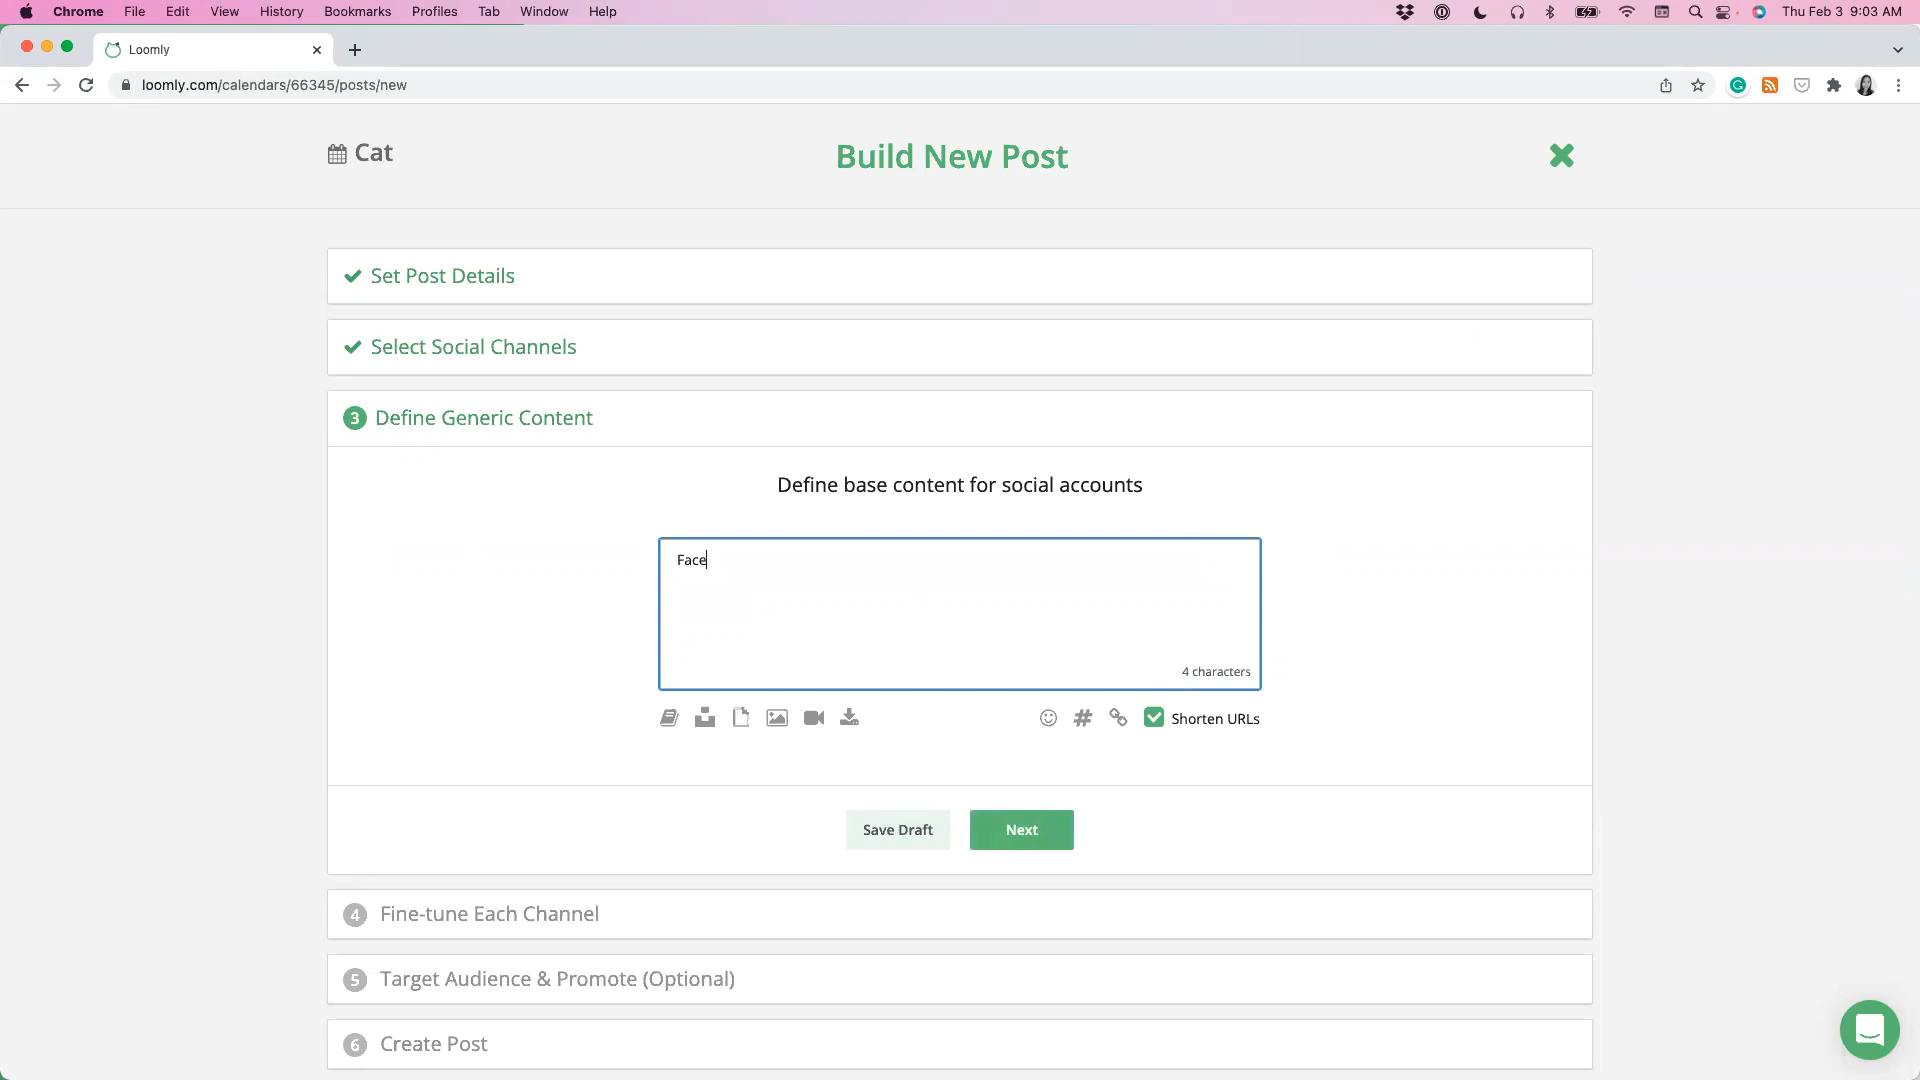 Chrome File Edit View History Bookmarks Profiles Tab Window Help Thu Feb 3 9:03 AM
Loomly
loomly.com/calendars/66345/posts/new
Cat
Build New Post
Set Post Details
Select Social Channels
3 Define Generic Content
Define base content for social accounts
Face
4 characters
Shorten URLs
Save Draft Next
4 Fine-tune Each Channel
5 Target Audience & Promote (Optional)
6 Create Post